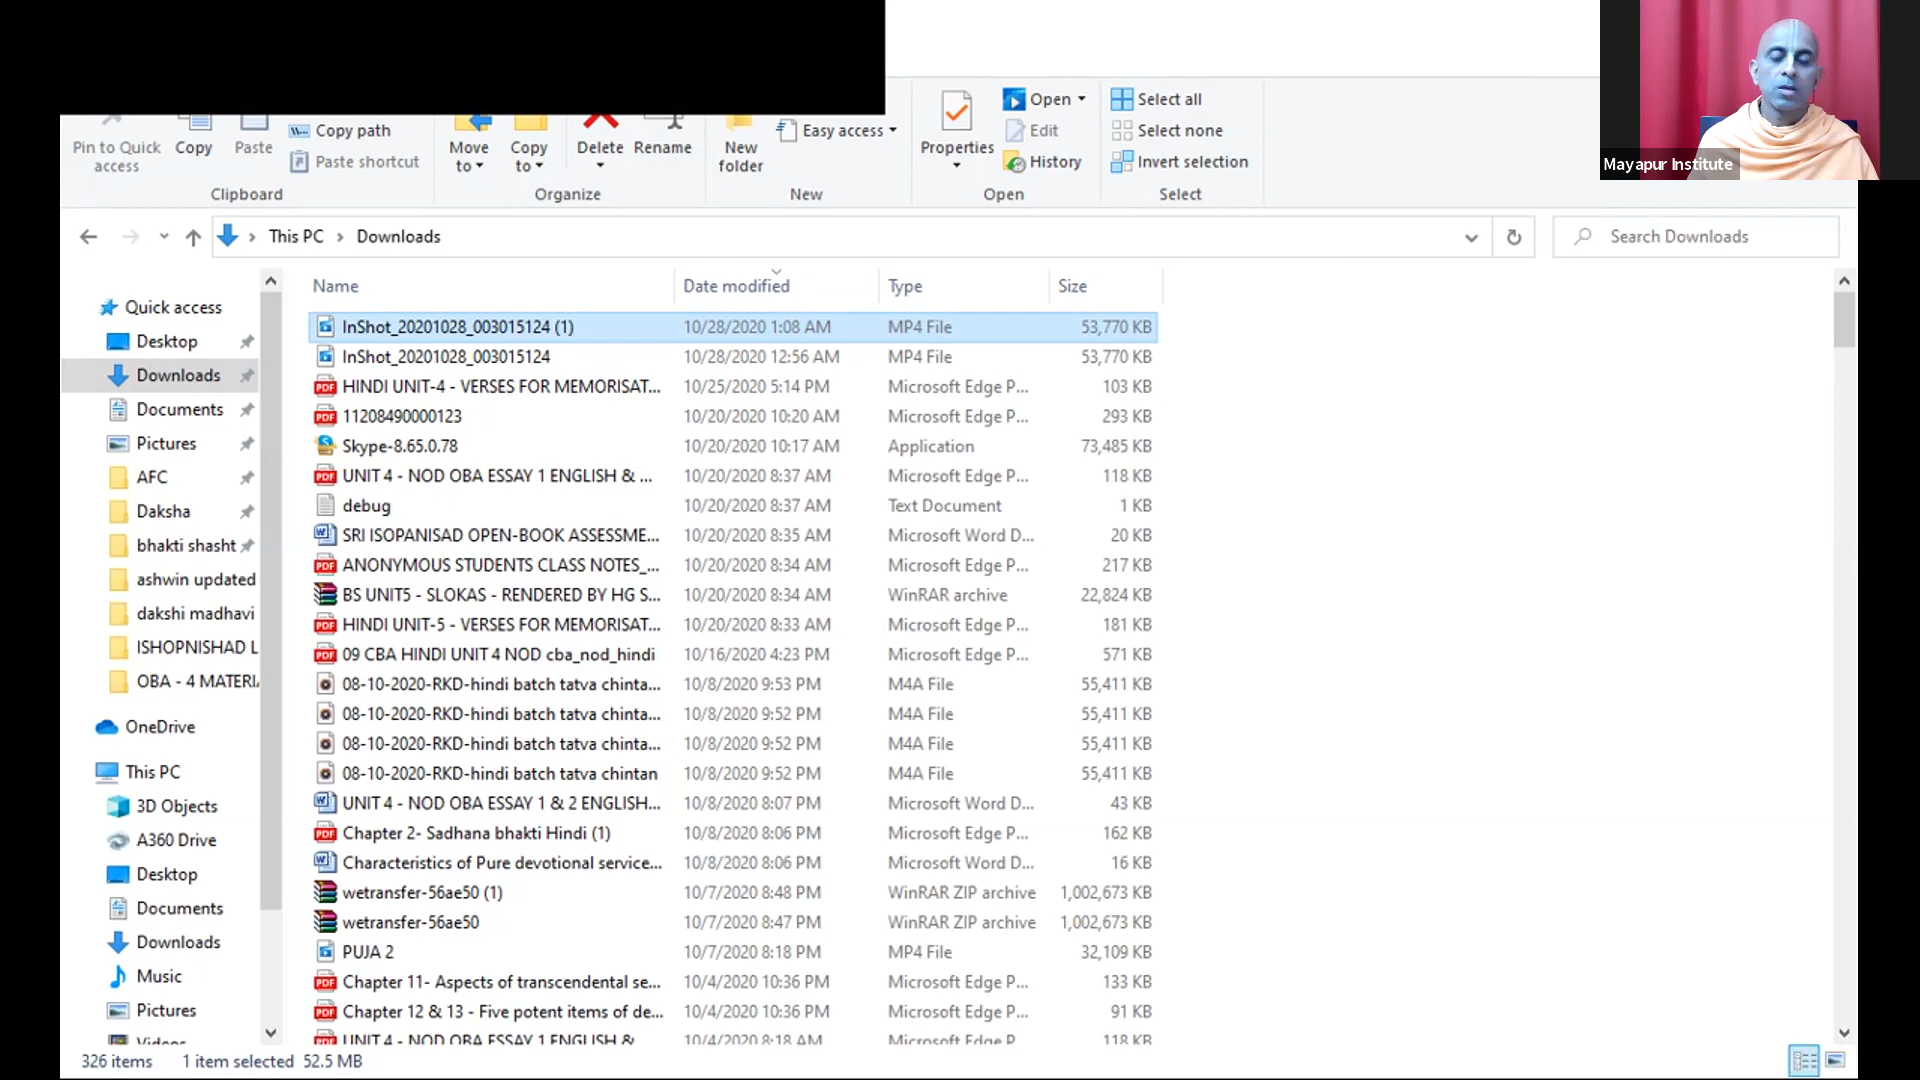 Pin to Quick access
Copy
Paste
Copy path
Paste shortcut
Clipboard
Move to
Copy to
Delete
Rename
Organize
New folder
Easy access
New
Properties
Open
Edit
History
Open
Select all
Select none
Invert selection
Select
Mayapur Institute
This PC > Downloads
Search Downloads
Name Date modified Type Size
Quick access
Desktop
Downloads
Documents
Pictures
AFC
Daksha
bhakti shasht
ashwin updated
dakshi madhavi
ISHOPNISHAD L
OBA - 4 MATERI
OneDrive
This PC
3D Objects
A360 Drive
Desktop
Documents
Downloads
Music
Pictures
Videos
InShot_20201028_003015124 (1) 10/28/2020 1:08 AM MP4 File 53,770 KB
InShot_20201028_003015124 10/28/2020 12:56 AM MP4 File 53,770 KB
HINDI UNIT-4 - VERSES FOR MEMORISAT... 10/25/2020 5:14 PM Microsoft Edge P... 103 KB
11208490000123 10/20/2020 10:20 AM Microsoft Edge P... 293 KB
Skype-8.65.0.78 10/20/2020 10:17 AM Application 73,485 KB
UNIT 4 - NOD OBA ESSAY 1 ENGLISH & ... 10/20/2020 8:37 AM Microsoft Edge P... 118 KB
debug 10/20/2020 8:37 AM Text Document 1 KB
SRI ISOPANISAD OPEN-BOOK ASSESSME... 10/20/2020 8:35 AM Microsoft Word D... 20 KB
ANONYMOUS STUDENTS CLASS NOTES_... 10/20/2020 8:34 AM Microsoft Edge P... 217 KB
BS UNIT5 - SLOKAS - RENDERED BY HG S... 10/20/2020 8:34 AM WinRAR archive 22,824 KB
HINDI UNIT-5 - VERSES FOR MEMORISAT... 10/20/2020 8:33 AM Microsoft Edge P... 181 KB
09 CBA HINDI UNIT 4 NOD cba_nod_hindi 10/16/2020 4:23 PM Microsoft Edge P... 571 KB
08-10-2020-RKD-hindi batch tatva chinta... 10/8/2020 9:53 PM M4A File 55,411 KB
08-10-2020-RKD-hindi batch tatva chinta... 10/8/2020 9:52 PM M4A File 55,411 KB
08-10-2020-RKD-hindi batch tatva chinta... 10/8/2020 9:52 PM M4A File 55,411 KB
08-10-2020-RKD-hindi batch tatva chintan 10/8/2020 9:52 PM M4A File 55,411 KB
UNIT 4 - NOD OBA ESSAY 1 & 2 ENGLISH... 10/8/2020 8:07 PM Microsoft Word D... 43 KB
Chapter 2- Sadhana bhakti Hindi (1) 10/8/2020 8:06 PM Microsoft Edge P... 162 KB
Characteristics of Pure devotional service... 10/8/2020 8:06 PM Microsoft Word D... 16 KB
wetransfer-56ae50 (1) 10/7/2020 8:48 PM WinRAR ZIP archive 1,002,673 KB
wetransfer-56ae50 10/7/2020 8:47 PM WinRAR ZIP archive 1,002,673 KB
PUJA 2 10/7/2020 8:18 PM MP4 File 32,109 KB
Chapter 11- Aspects of transcendental se... 10/4/2020 10:36 PM Microsoft Edge P... 133 KB
Chapter 12 & 13 - Five potent items of de... 10/4/2020 10:36 PM Microsoft Edge P... 91 KB
UNIT 4 - NOD OBA ESSAY 1 ENGLISH & 10/4/2020 8:18 AM Microsoft Edge P... 118 KB
326 items 1 item selected 52.5 MB